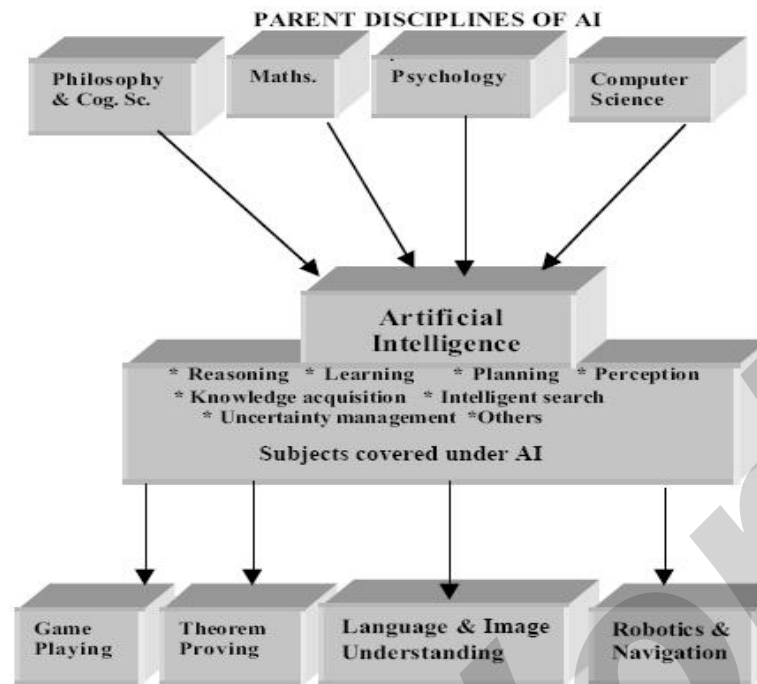 PARENT DISCIPLINES OF AI
Philosophy
& Cog. Sc.
Maths.
Psychology
Computer
Science
Artificial
Intelligence
* Reasoning * Learning * Planning * Perception
* Knowledge acquisition * Intelligent search
* Uncertainty management *Others
Subjects covered under AI
Game
Playing
Theorem
Proving
Language & Image
Understanding
Robotics &
Navigation